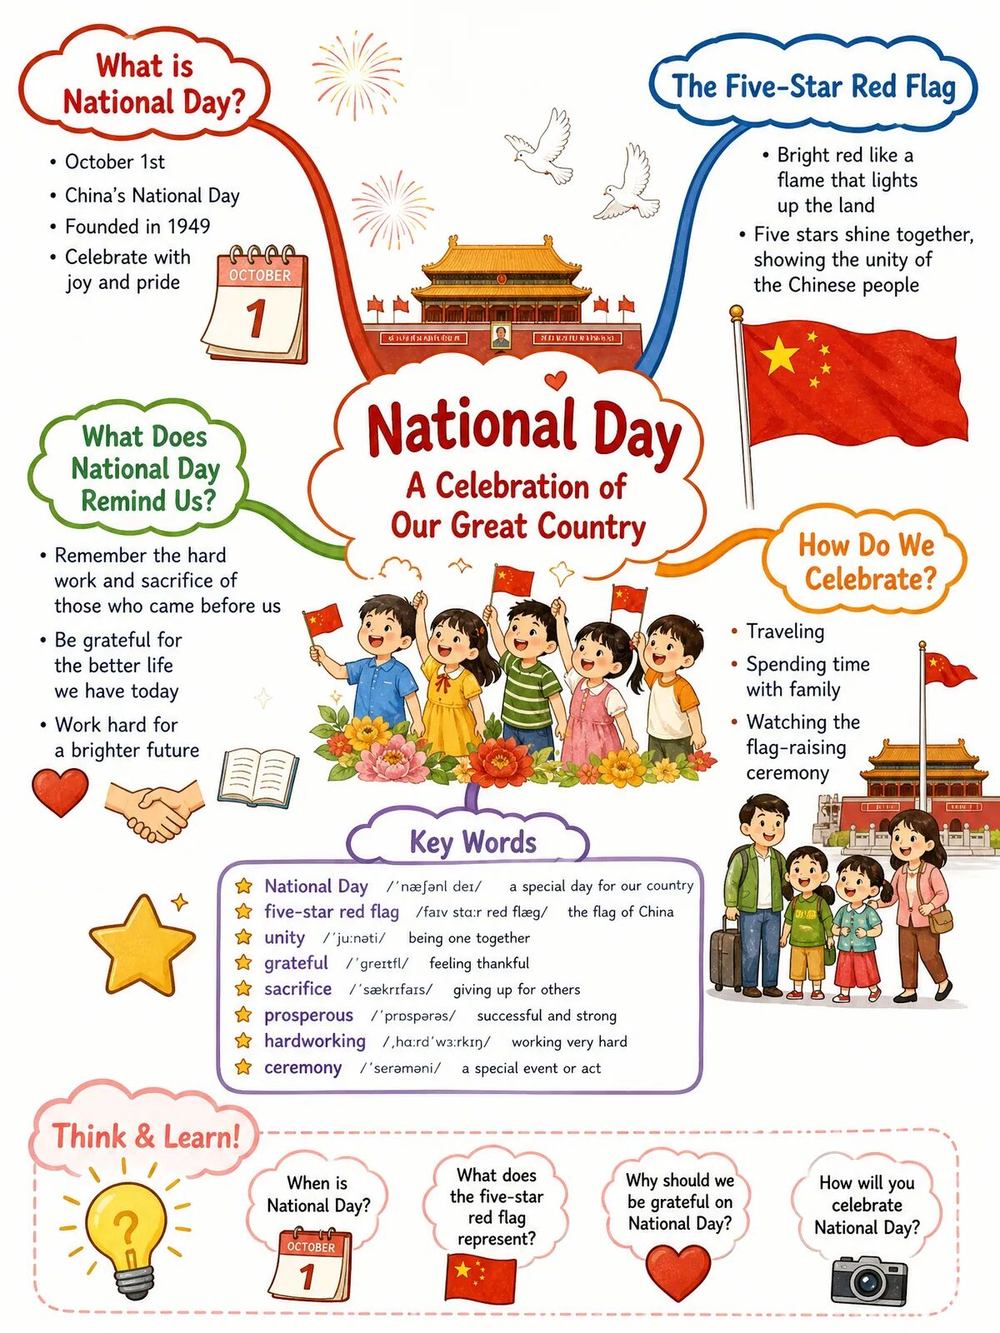 What is
National Day?
• October 1st
• China's National Day
• Founded in 1949
• Celebrate with
joy and pride
OCTOBER
1
The Five-Star Red Flag
• Bright red like a
flame that lights
up the land
• Five stars shine together,
showing the unity of
the Chinese people
National Day
A Celebration of
Our Great Country
What Does
National Day
Remind Us?
• Remember the hard
work and sacrifice of
those who came before us
• Be grateful for
the better life
we have today
• Work hard for
a brighter future
How Do We
Celebrate?
• Traveling
• Spending time
with family
• Watching the
flag-raising
ceremony
Key Words
National Day /ˈnæʃənl deɪ/ a special day for our country
five-star red flag /faɪv stɑːr red flæg/ the flag of China
unity /ˈjuːnəti/ being one together
grateful /ˈgreɪtfl/ feeling thankful
sacrifice /ˈsækrɪfaɪs/ giving up for others
prosperous /ˈprɒspərəs/ successful and strong
hardworking /ˌhɑːrdˈwɜːrkɪŋ/ working very hard
ceremony /ˈserəməni/ a special event or act
Think & Learn!
?
When is
National Day?
OCTOBER
1
What does
the five-star
red flag
represent?
Why should we
be grateful on
National Day?
How will you
celebrate
National Day?